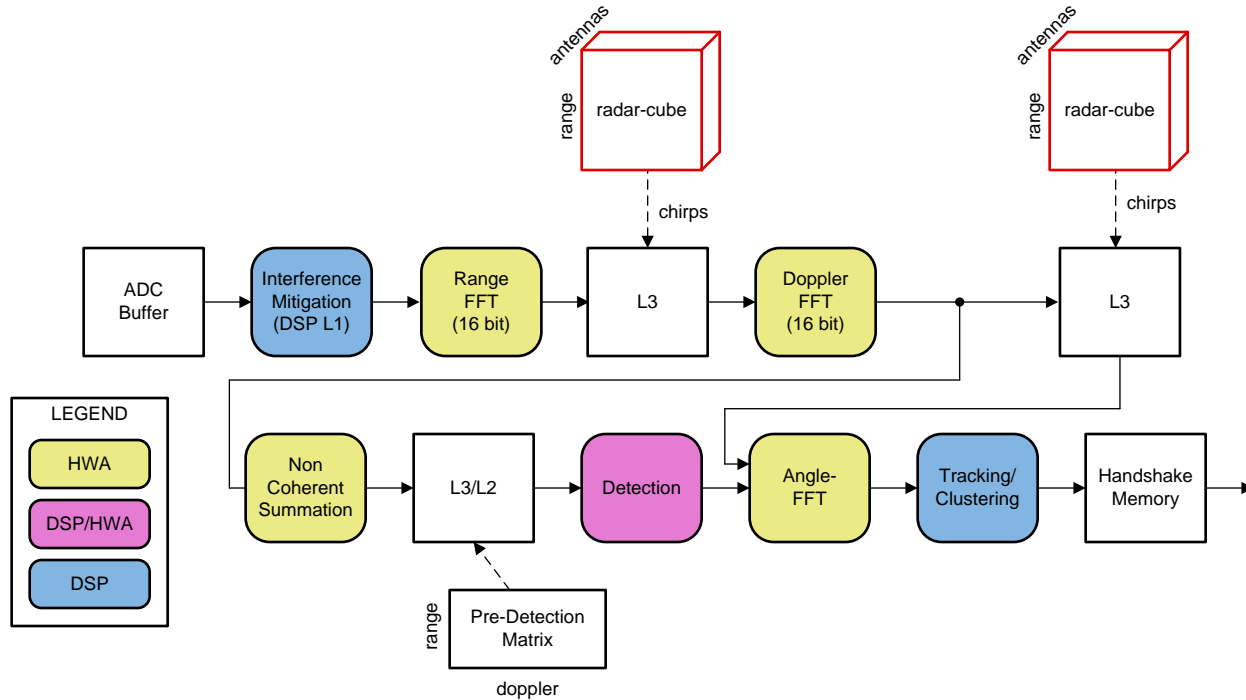 antennas
range
radar-cube
chirps
antennas
range
radar-cube
chirps
ADC
Buffer
Interference
Mitigation
(DSP L1)
Range
FFT
(16 bit)
L3
Doppler
FFT
(16 bit)
L3
LEGEND
HWA
DSP/HWA
DSP
Non
Coherent
Summation
L3/L2
Detection
Angle-
FFT
Tracking/
Clustering
Handshake
Memory
range
Pre-Detection
Matrix
doppler